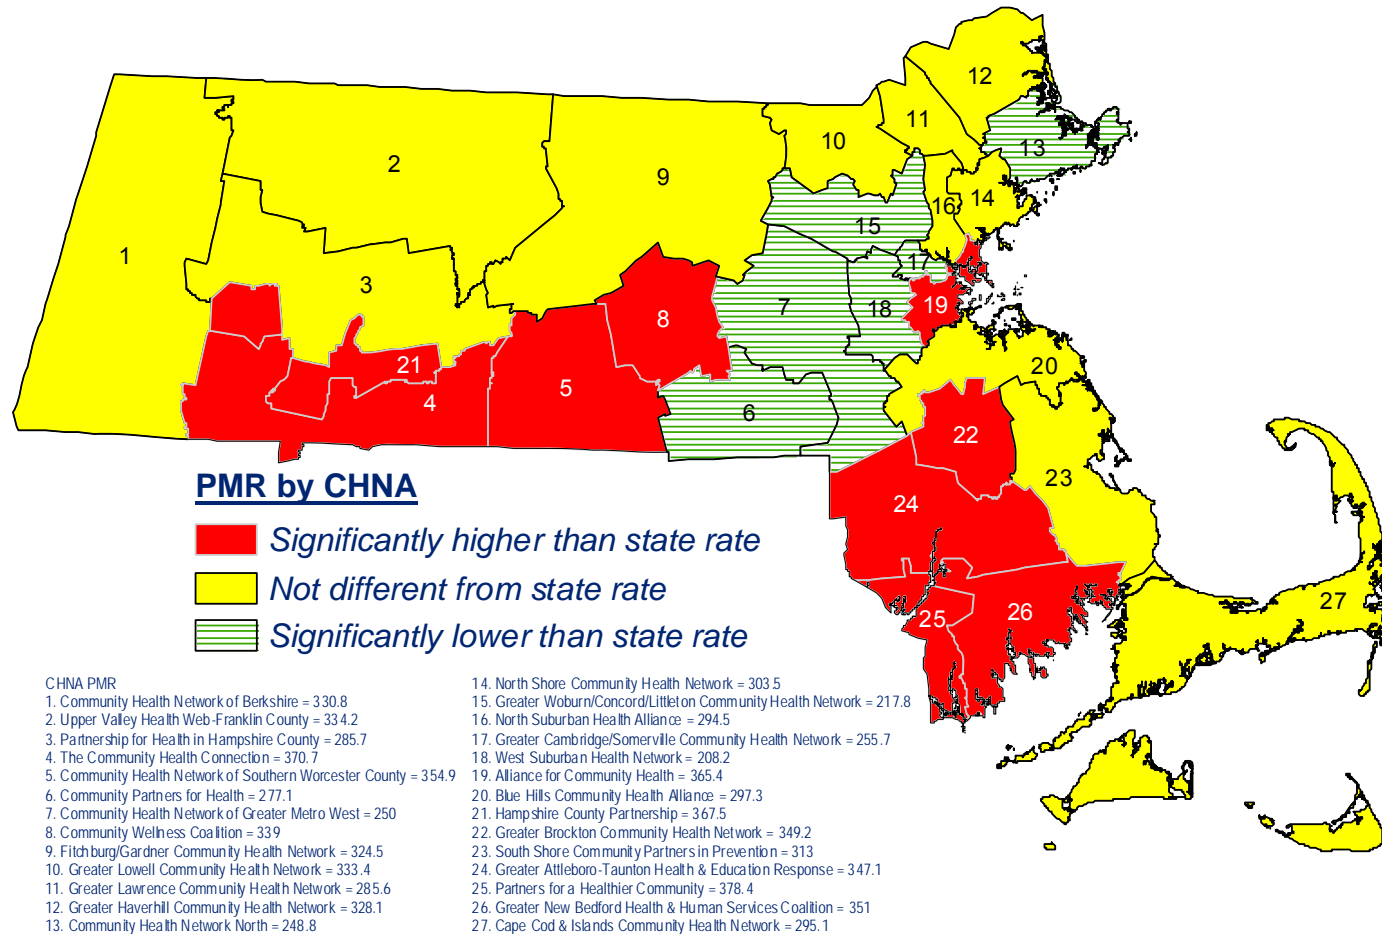 12
11
10
13
2
9
14
16
15
1
17
3
7
18
19
8
20
21
5
4
6
22
23
24
27
26
25
PMR by CHNA
Significantly higher than state rate
Not different from state rate
Significantly lower than state rate
CHNA PMR
1. Community Health Network of Berkshire = 330.8
2. Upper Valley Health Web-Franklin County = 334.2
3. Partnership for Health in Hampshire County = 285.7
4. The Community Health Connection = 370.7
5. Community Health Network of Southern Worcester County = 354.9
6. Community Partners for Health = 277.1
7. Community Health Network of Greater Metro West = 250
8. Community Wellness Coalition = 339
9. Fitchburg/Gardner Community Health Network = 324.5
10. Greater Lowell Community Health Network = 333.4
11. Greater Lawrence Community Health Network = 285.6
12. Greater Haverhill Community Health Network = 328.1
13. Community Health Network North = 248.8
14. North Shore Community Health Network = 303.5
15. Greater Woburn/Concord/Littleton Community Health Network = 217.8
16. North Suburban Health Alliance = 294.5
17. Greater Cambridge/Somerville Community Health Network = 255.7
18. West Suburban Health Network = 208.2
19. Alliance for Community Health = 365.4
20. Blue Hills Community Health Alliance = 297.3
21. Hampshire County Partnership = 367.5
22. Greater Brockton Community Health Network = 349.2
23. South Shore Community Partners in Prevention = 313
24. Greater Attleboro-Taunton Health & Education Response = 347.1
25. Partners for a Healthier Community = 378.4
26. Greater New Bedford Health & Human Services Coalition = 351
27. Cape Cod & Islands Community Health Network = 295.1